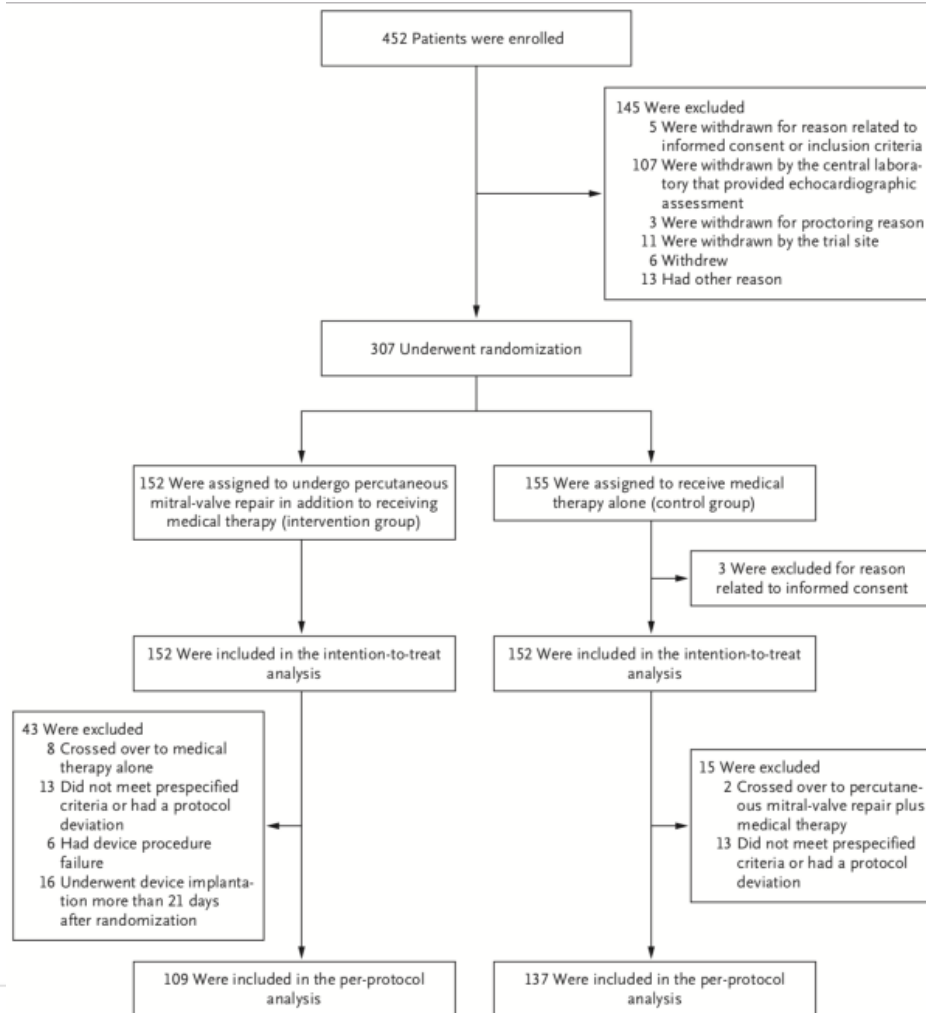 452 Patients were enrolled
145 Were excluded
5 Were withdrawn for reason related to
informed consent or inclusion criteria
107 Were withdrawn by the central labora-
tory that provided echocardiographic
assessment
3 Were withdrawn for proctoring reason
11 Were withdrawn by the trial site
6 Withdrew
13 Had other reason
307 Underwent randomization
152 Were assigned to undergo percutaneous
mitral-valve repair in addition to receiving
medical therapy (intervention group)
155 Were assigned to receive medical
therapy alone (control group)
3 Were excluded for reason
related to informed consent
152 Were included in the intention-to-treat
analysis
152 Were included in the intention-to-treat
analysis
43 Were excluded
8 Crossed over to medical
therapy alone
13 Did not meet prespecified
criteria or had a protocol
deviation
6 Had device procedure
failure
16 Underwent device implanta-
tion more than 21 days
after randomization
15 Were excluded
2 Crossed over to percutane-
ous mitral-valve repair plus
medical therapy
13 Did not meet prespecified
criteria or had a protocol
deviation
109 Were included in the per-protocol
analysis
137 Were included in the per-protocol
analysis